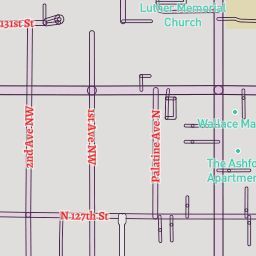 Luther Memorial
Church
131st St
2nd Ave NW
1st Ave NW
Palatine Ave N
Wallace Ma
The Ashfo
Apartment
N 127th St